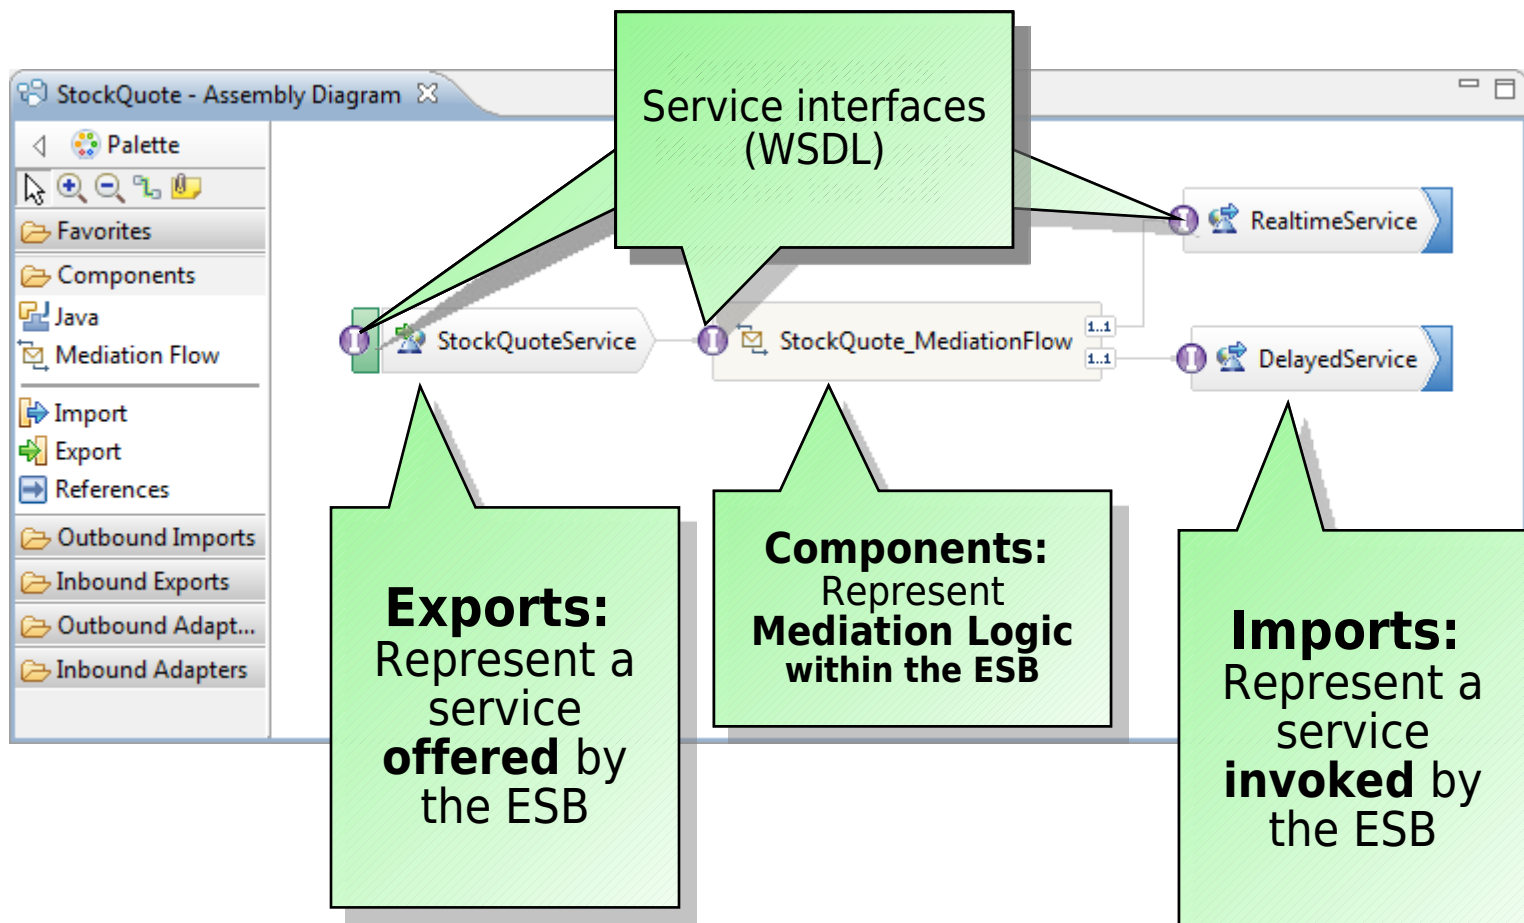 StockQuote - Assembly Diagram
Palette
Favorites
Components
Java
Mediation Flow
Import
Export
References
Outbound Imports
Inbound Exports
Outbound Adapt...
Inbound Adapters
Service interfaces
(WSDL)
StockQuoteService
StockQuote_MediationFlow
1..1
1..1
RealtimeService
DelayedService
Exports:
Represent a
service
offered by
the ESB
Components:
Represent
Mediation Logic
within the ESB
Imports:
Represent a
service
invoked by
the ESB